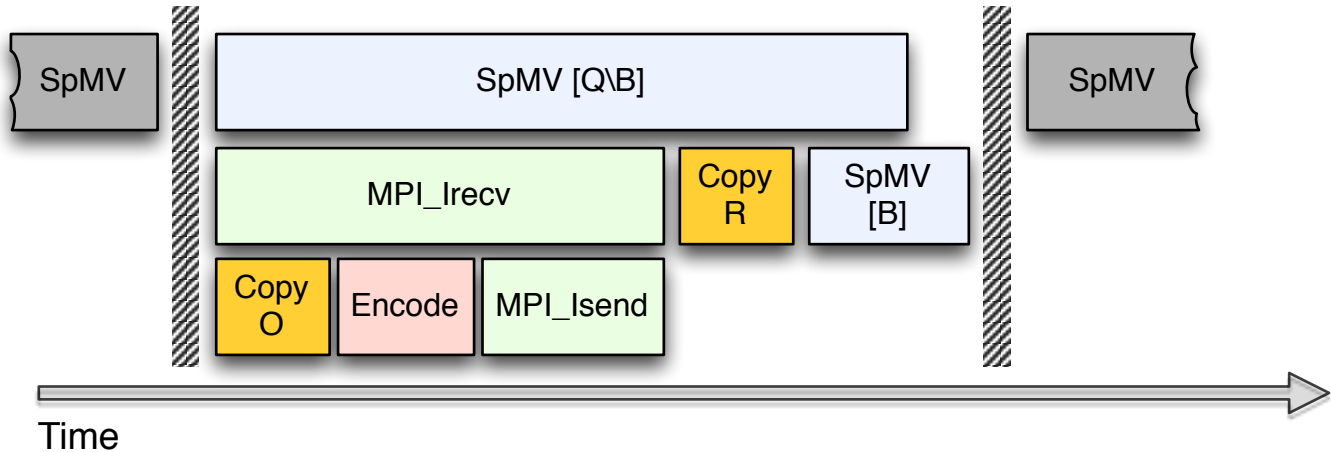 SpMV
SpMV [Q\B]
SpMV
MPI_Irecv
Copy
R
SpMV
[B]
Copy
O
Encode
MPI_Isend
Time